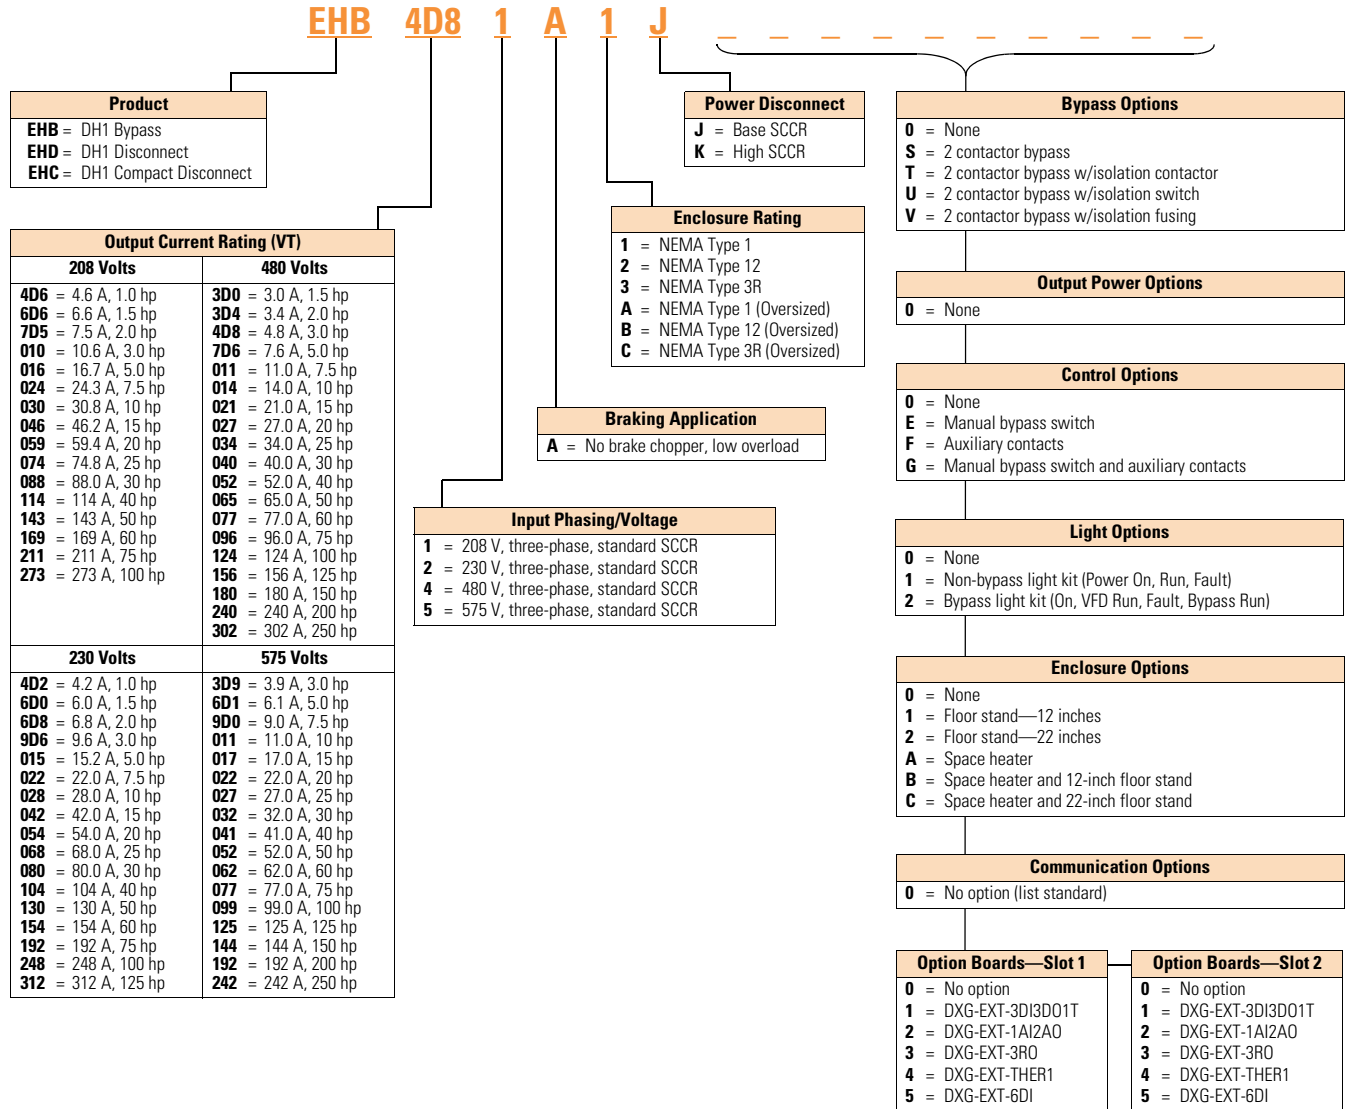 EHB 4D8 1 A 1 J _ _ _ _ _ _ _ _ _ _
Product
EHB = DH1 Bypass
EHD = DH1 Disconnect
EHC = DH1 Compact Disconnect
Output Current Rating (VT)
208 Volts
4D6 = 4.6 A, 1.0 hp
6D6 = 6.6 A, 1.5 hp
7D5 = 7.5 A, 2.0 hp
010 = 10.6 A, 3.0 hp
016 = 16.7 A, 5.0 hp
024 = 24.3 A, 7.5 hp
030 = 30.8 A, 10 hp
046 = 46.2 A, 15 hp
059 = 59.4 A, 20 hp
074 = 74.8 A, 25 hp
088 = 88.0 A, 30 hp
114 = 114 A, 40 hp
143 = 143 A, 50 hp
169 = 169 A, 60 hp
211 = 211 A, 75 hp
273 = 273 A, 100 hp
480 Volts
3D0 = 3.0 A, 1.5 hp
3D4 = 3.4 A, 2.0 hp
4D8 = 4.8 A, 3.0 hp
7D6 = 7.6 A, 5.0 hp
011 = 11.0 A, 7.5 hp
014 = 14.0 A, 10 hp
021 = 21.0 A, 15 hp
027 = 27.0 A, 20 hp
034 = 34.0 A, 25 hp
040 = 40.0 A, 30 hp
052 = 52.0 A, 40 hp
065 = 65.0 A, 50 hp
077 = 77.0 A, 60 hp
096 = 96.0 A, 75 hp
124 = 124 A, 100 hp
156 = 156 A, 125 hp
180 = 180 A, 150 hp
240 = 240 A, 200 hp
302 = 302 A, 250 hp
230 Volts
4D2 = 4.2 A, 1.0 hp
6D0 = 6.0 A, 1.5 hp
6D8 = 6.8 A, 2.0 hp
9D6 = 9.6 A, 3.0 hp
015 = 15.2 A, 5.0 hp
022 = 22.0 A, 7.5 hp
028 = 28.0 A, 10 hp
042 = 42.0 A, 15 hp
054 = 54.0 A, 20 hp
068 = 68.0 A, 25 hp
080 = 80.0 A, 30 hp
104 = 104 A, 40 hp
130 = 130 A, 50 hp
154 = 154 A, 60 hp
192 = 192 A, 75 hp
248 = 248 A, 100 hp
312 = 312 A, 125 hp
575 Volts
3D9 = 3.9 A, 3.0 hp
6D1 = 6.1 A, 5.0 hp
9D0 = 9.0 A, 7.5 hp
011 = 11.0 A, 10 hp
017 = 17.0 A, 15 hp
022 = 22.0 A, 20 hp
027 = 27.0 A, 25 hp
032 = 32.0 A, 30 hp
041 = 41.0 A, 40 hp
052 = 52.0 A, 50 hp
062 = 62.0 A, 60 hp
077 = 77.0 A, 75 hp
099 = 99.0 A, 100 hp
125 = 125 A, 125 hp
144 = 144 A, 150 hp
192 = 192 A, 200 hp
242 = 242 A, 250 hp
Input Phasing/Voltage
1 = 208 V, three-phase, standard SCCR
2 = 230 V, three-phase, standard SCCR
4 = 480 V, three-phase, standard SCCR
5 = 575 V, three-phase, standard SCCR
Braking Application
A = No brake chopper, low overload
Enclosure Rating
1 = NEMA Type 1
2 = NEMA Type 12
3 = NEMA Type 3R
A = NEMA Type 1 (Oversized)
B = NEMA Type 12 (Oversized)
C = NEMA Type 3R (Oversized)
Power Disconnect
J = Base SCCR
K = High SCCR
Bypass Options
0 = None
S = 2 contactor bypass
T = 2 contactor bypass w/isolation contactor
U = 2 contactor bypass w/isolation switch
V = 2 contactor bypass w/isolation fusing
Output Power Options
0 = None
Control Options
0 = None
E = Manual bypass switch
F = Auxiliary contacts
G = Manual bypass switch and auxiliary contacts
Light Options
0 = None
1 = Non-bypass light kit (Power On, Run, Fault)
2 = Bypass light kit (On, VFD Run, Fault, Bypass Run)
Enclosure Options
0 = None
1 = Floor stand—12 inches
2 = Floor stand—22 inches
A = Space heater
B = Space heater and 12-inch floor stand
C = Space heater and 22-inch floor stand
Communication Options
0 = No option (list standard)
Option Boards—Slot 1
0 = No option
1 = DXG-EXT-3DI3DO1T
2 = DXG-EXT-1AI2AO
3 = DXG-EXT-3RO
4 = DXG-EXT-THER1
5 = DXG-EXT-6DI
Option Boards—Slot 2
0 = No option
1 = DXG-EXT-3DI3DO1T
2 = DXG-EXT-1AI2AO
3 = DXG-EXT-3RO
4 = DXG-EXT-THER1
5 = DXG-EXT-6DI